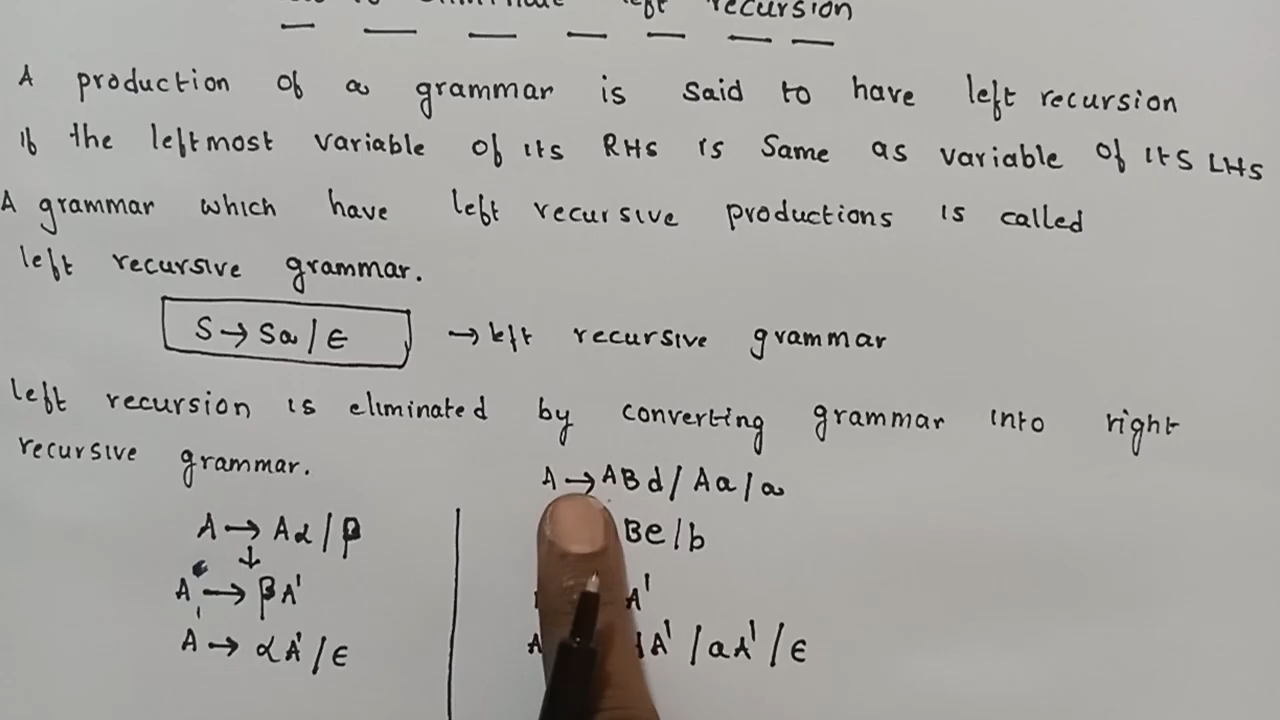 left recursion
A production of a grammar is said to have left recursion
if the leftmost variable of its RHS is same as variable of its LHS
A grammar which have left recursive productions is called
left recursive grammar.
S → Sa / ϵ → left recursive grammar
left recursion is eliminated by converting grammar into right
recursive grammar.
A → ABd / Aa / a
A → Aα / β
Be / b
↓
A → βA'
A'
A' → αA' / ϵ
A A' / aA' / ϵ